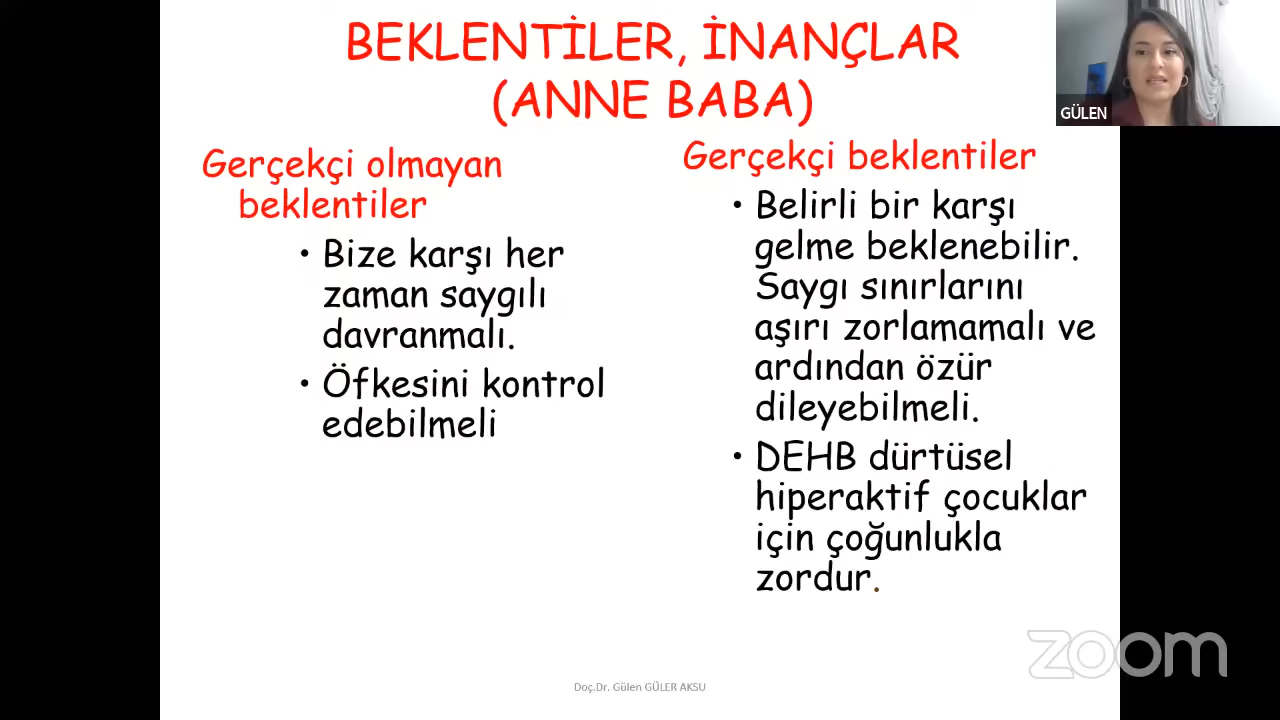 BEKLENTİLER, İNANÇLAR
(ANNE BABA)
GÜLEN
Gerçekçi olmayan
beklentiler
• Bize karşı her
zaman saygılı
davranmalı.
• Öfkesini kontrol
edebilmeli
Gerçekçi beklentiler
• Belirli bir karşı
gelme beklenebilir.
Saygı sınırlarını
aşırı zorlamamalı ve
ardından özür
dileyebilmeli.
• DEHB dürtüsel
hiperaktif çocuklar
için çoğunlukla
zordur.
zoom
Doç.Dr. Gülen GÜLER AKSU